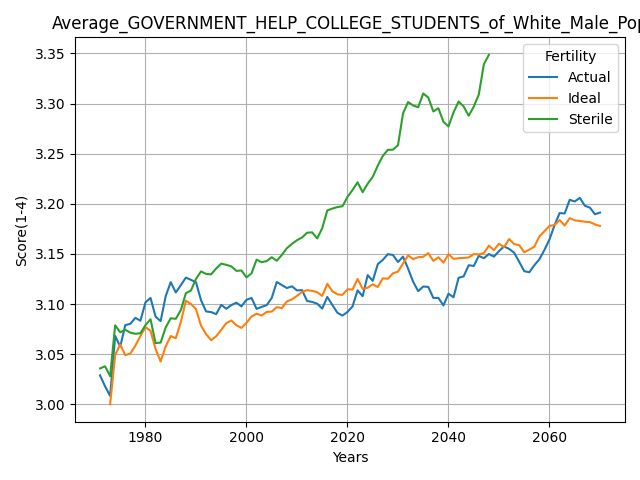 Average_GOVERNMENT_HELP_COLLEGE_STUDENTS_of_White_Male_Pop
Fertility
Actual
Ideal
Sterile
Score(1-4)
3.35
3.30
3.25
3.20
3.15
3.10
3.05
3.00
1980 2000 2020 2040 2060
Years